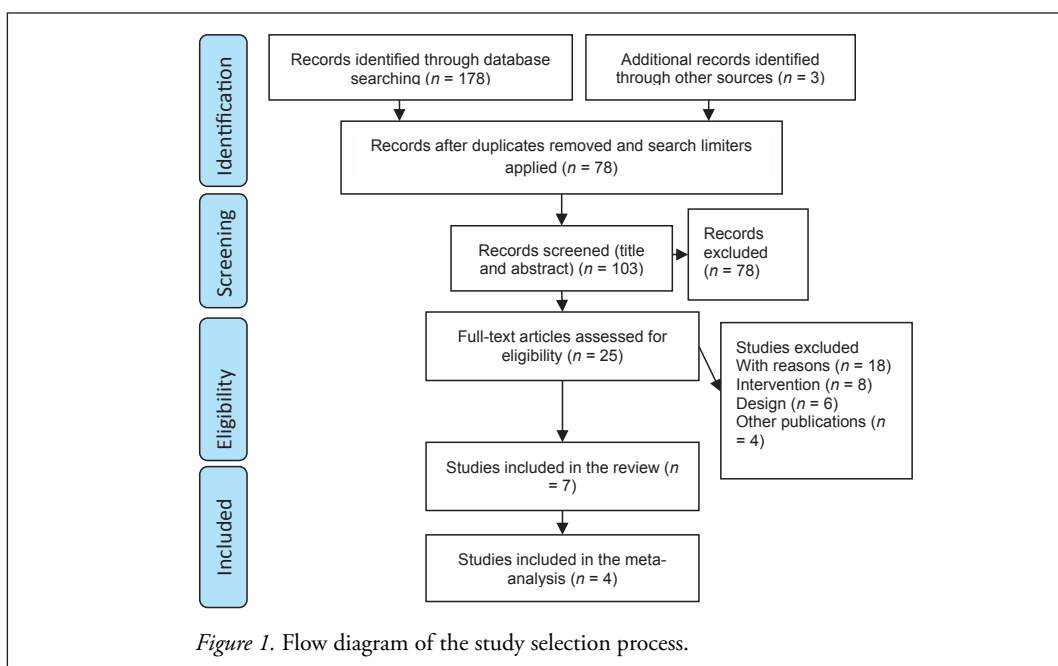 Identification
Records identified through database
searching (n = 178)
Additional records identified
through other sources (n = 3)
Records after duplicates removed and search limiters
applied (n = 78)
Screening
Records screened (title
and abstract) (n = 103)
Records
excluded
(n = 78)
Eligibility
Full-text articles assessed for
eligibility (n = 25)
Studies excluded
With reasons (n = 18)
Intervention (n = 8)
Design (n = 6)
Other publications (n
= 4)
Included
Studies included in the review (n
= 7)
Studies included in the meta-
analysis (n = 4)
Figure 1. Flow diagram of the study selection process.